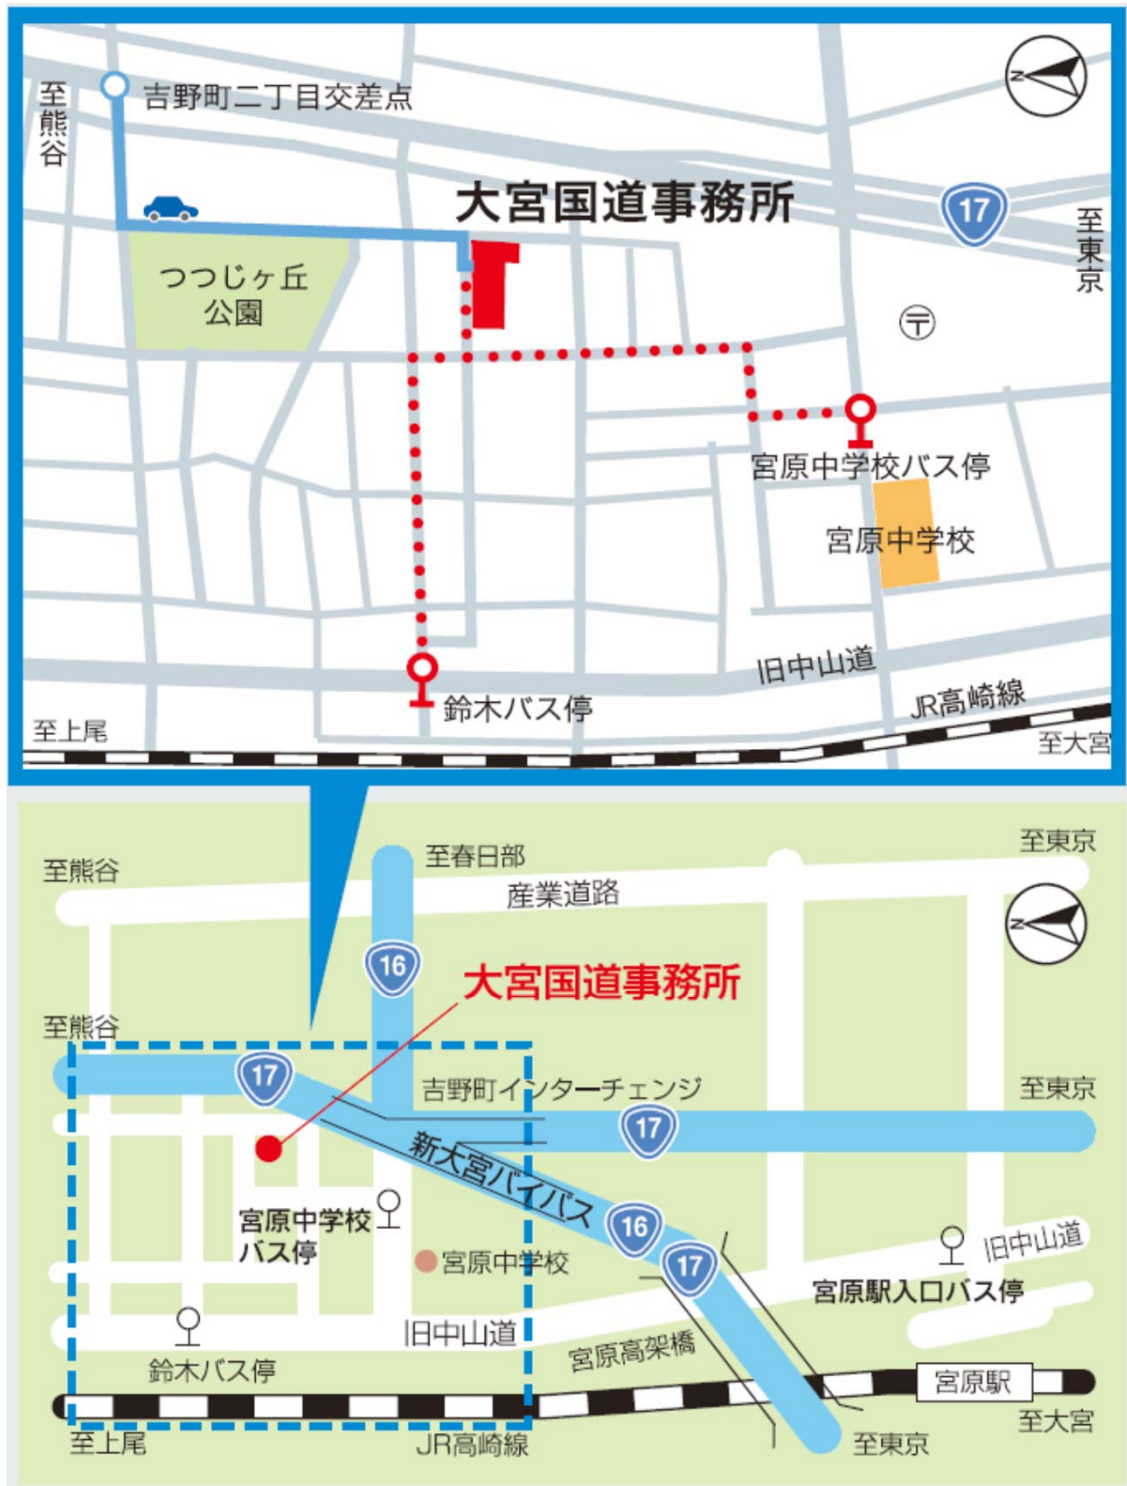 至熊谷
吉野町二丁目交差点
N
大宮国道事務所
17
至東京
つつじヶ丘
公園
〒
宮原中学校バス停
宮原中学校
旧中山道
鈴木バス停
JR高崎線
至上尾
至大宮
至春日部
至東京
至熊谷
産業道路
N
16
大宮国道事務所
至熊谷
17
吉野町インターチェンジ
至東京
17
新大宮バイパス
宮原中学校
バス停
16
宮原中学校
17
旧中山道
宮原駅入口バス停
旧中山道
宮原高架橋
鈴木バス停
宮原駅
至上尾
JR高崎線
至東京
至大宮